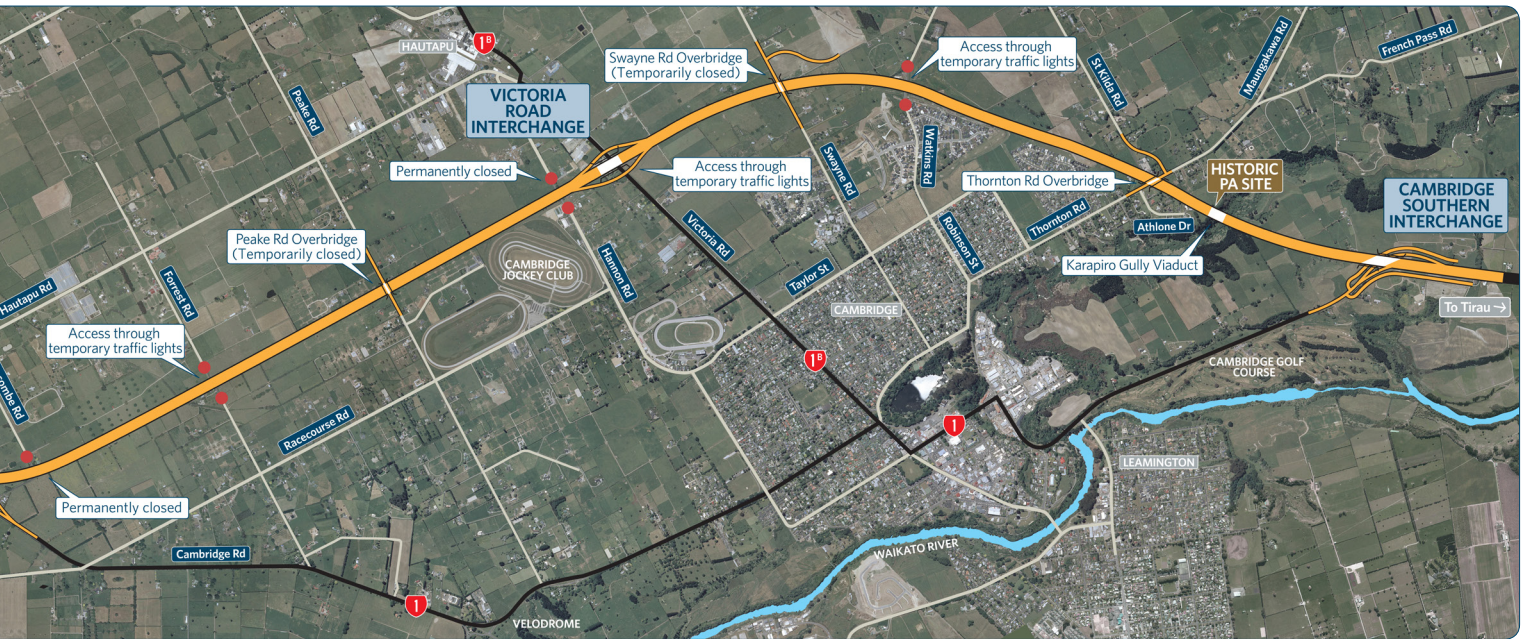 HAUTAPU
1B
VICTORIA
ROAD
INTERCHANGE
Swayne Rd Overbridge
(Temporarily closed)
Access through
temporary traffic lights
St Kilda Rd
Maungakawa Rd
French Pass Rd
Peake Rd
Permanently closed
Access through
temporary traffic lights
Swayne Rd
Watkins Rd
Thornton Rd Overbridge
HISTORIC
PA SITE
CAMBRIDGE
SOUTHERN
INTERCHANGE
Peake Rd Overbridge
(Temporarily closed)
CAMBRIDGE
JOCKEY CLUB
Hannon Rd
Victoria Rd
Taylor St
Robinson St
Thornton Rd
Athlone Dr
Karapiro Gully Viaduct
Hautapu Rd
Forrest Rd
CAMBRIDGE
To Tirau →
Access through
temporary traffic lights
1B
CAMBRIDGE GOLF
COURSE
Racecourse Rd
1
LEAMINGTON
Permanently closed
Cambridge Rd
WAIKATO RIVER
1
VELODROME